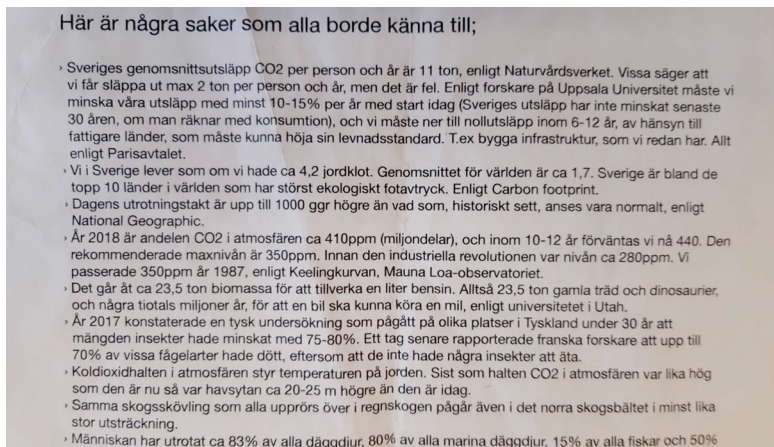 Här är några saker som alla borde känna till;
› Sveriges genomsnittsutsläpp CO2 per person och år är 11 ton, enligt Naturvårdsverket. Vissa säger att
vi får släppa ut max 2 ton per person och år, men det är fel. Enligt forskare på Uppsala Universitet måste vi
minska våra utsläpp med minst 10-15% per år med start idag (Sveriges utsläpp har inte minskat senaste
30 åren, om man räknar med konsumtion), och vi måste ner till nollutsläpp inom 6-12 år, av hänsyn till
fattigare länder, som måste kunna höja sin levnadsstandard. T.ex bygga infrastruktur, som vi redan har. Allt
enligt Parisavtalet.
› Vi i Sverige lever som om vi hade ca 4,2 jordklot. Genomsnittet för världen är ca 1,7. Sverige är bland de
topp 10 länder i världen som har störst ekologiskt fotavtryck. Enligt Carbon footprint.
› Dagens utrotningstakt är upp till 1000 ggr högre än vad som, historiskt sett, anses vara normalt, enligt
National Geographic.
› År 2018 är andelen CO2 i atmosfären ca 410ppm (miljondelar), och inom 10-12 år förväntas vi nå 440. Den
rekommenderade maxnivån är 350ppm. Innan den industriella revolutionen var nivån ca 280ppm. Vi
passerade 350ppm år 1987, enligt Keelingkurvan, Mauna Loa-observatoriet.
› Det går åt ca 23,5 ton biomassa för att tillverka en liter bensin. Alltså 23,5 ton gamla träd och dinosaurier,
och några tiotals miljoner år, för att en bil ska kunna köra en mil, enligt universitetet i Utah.
› År 2017 konstaterade en tysk undersökning som pågått på olika platser i Tyskland under 30 år att
mängden insekter hade minskat med 75-80%. Ett tag senare rapporterade franska forskare att upp till
70% av vissa fågelarter hade dött, eftersom att de inte hade några insekter att äta.
› Koldioxidhalten i atmosfären styr temperaturen på jorden. Sist som halten CO2 i atmosfären var lika hög
som den är nu så var havsytan ca 20-25 m högre än den är idag.
› Samma skogsskövling som alla upprörs över i regnskogen pågår även i det norra skogsbältet i minst lika
stor utsträckning.
› Människan har utrotat ca 83% av alla däggdjur, 80% av alla marina däggdjur, 15% av alla fiskar och 50%